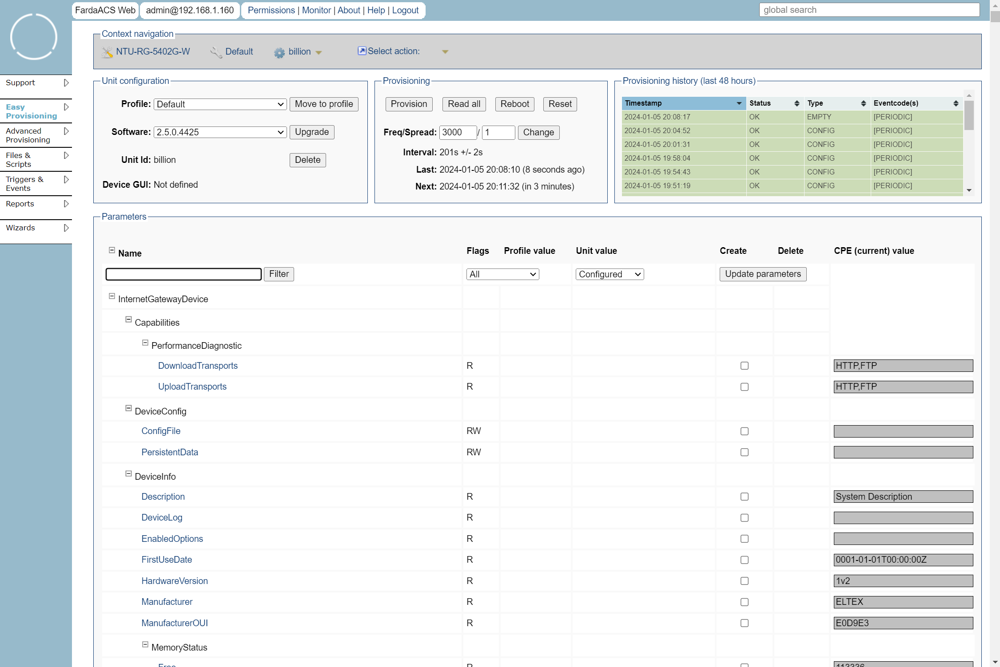 FardaACS Web admin@192.168.1.160 Permissions | Monitor | About | Help | Logout global search
Context navigation
NTU-RG-5402G-W Default billion Select action:
Support
Easy Provisioning
Advanced Provisioning
Files & Scripts
Triggers & Events
Reports
Wizards
Unit configuration
Profile: Default Move to profile
Software: 2.5.0.4425 Upgrade
Unit Id: billion Delete
Device GUI: Not defined
Provisioning
Provision Read all Reboot Reset
Freq/Spread: 3000 / 1 Change
Interval: 201s +/- 2s
Last: 2024-01-05 20:08:10 (8 seconds ago)
Next: 2024-01-05 20:11:32 (in 3 minutes)
Provisioning history (last 48 hours)
Timestamp Status Type Eventcode(s)
2024-01-05 20:08:17 OK EMPTY [PERIODIC]
2024-01-05 20:04:52 OK CONFIG [PERIODIC]
2024-01-05 20:01:31 OK CONFIG [PERIODIC]
2024-01-05 19:58:04 OK CONFIG [PERIODIC]
2024-01-05 19:54:43 OK CONFIG [PERIODIC]
2024-01-05 19:51:19 OK CONFIG [PERIODIC]
Parameters
Name Flags Profile value Unit value Create Delete CPE (current) value
Filter All Configured Update parameters
InternetGatewayDevice
Capabilities
PerformanceDiagnostic
DownloadTransports R HTTP,FTP
UploadTransports R HTTP,FTP
DeviceConfig
ConfigFile RW
PersistentData RW
DeviceInfo
Description R System Description
DeviceLog R
EnabledOptions R
FirstUseDate R 0001-01-01T00:00:00Z
HardwareVersion R 1v2
Manufacturer R ELTEX
ManufacturerOUI R E0D9E3
MemoryStatus